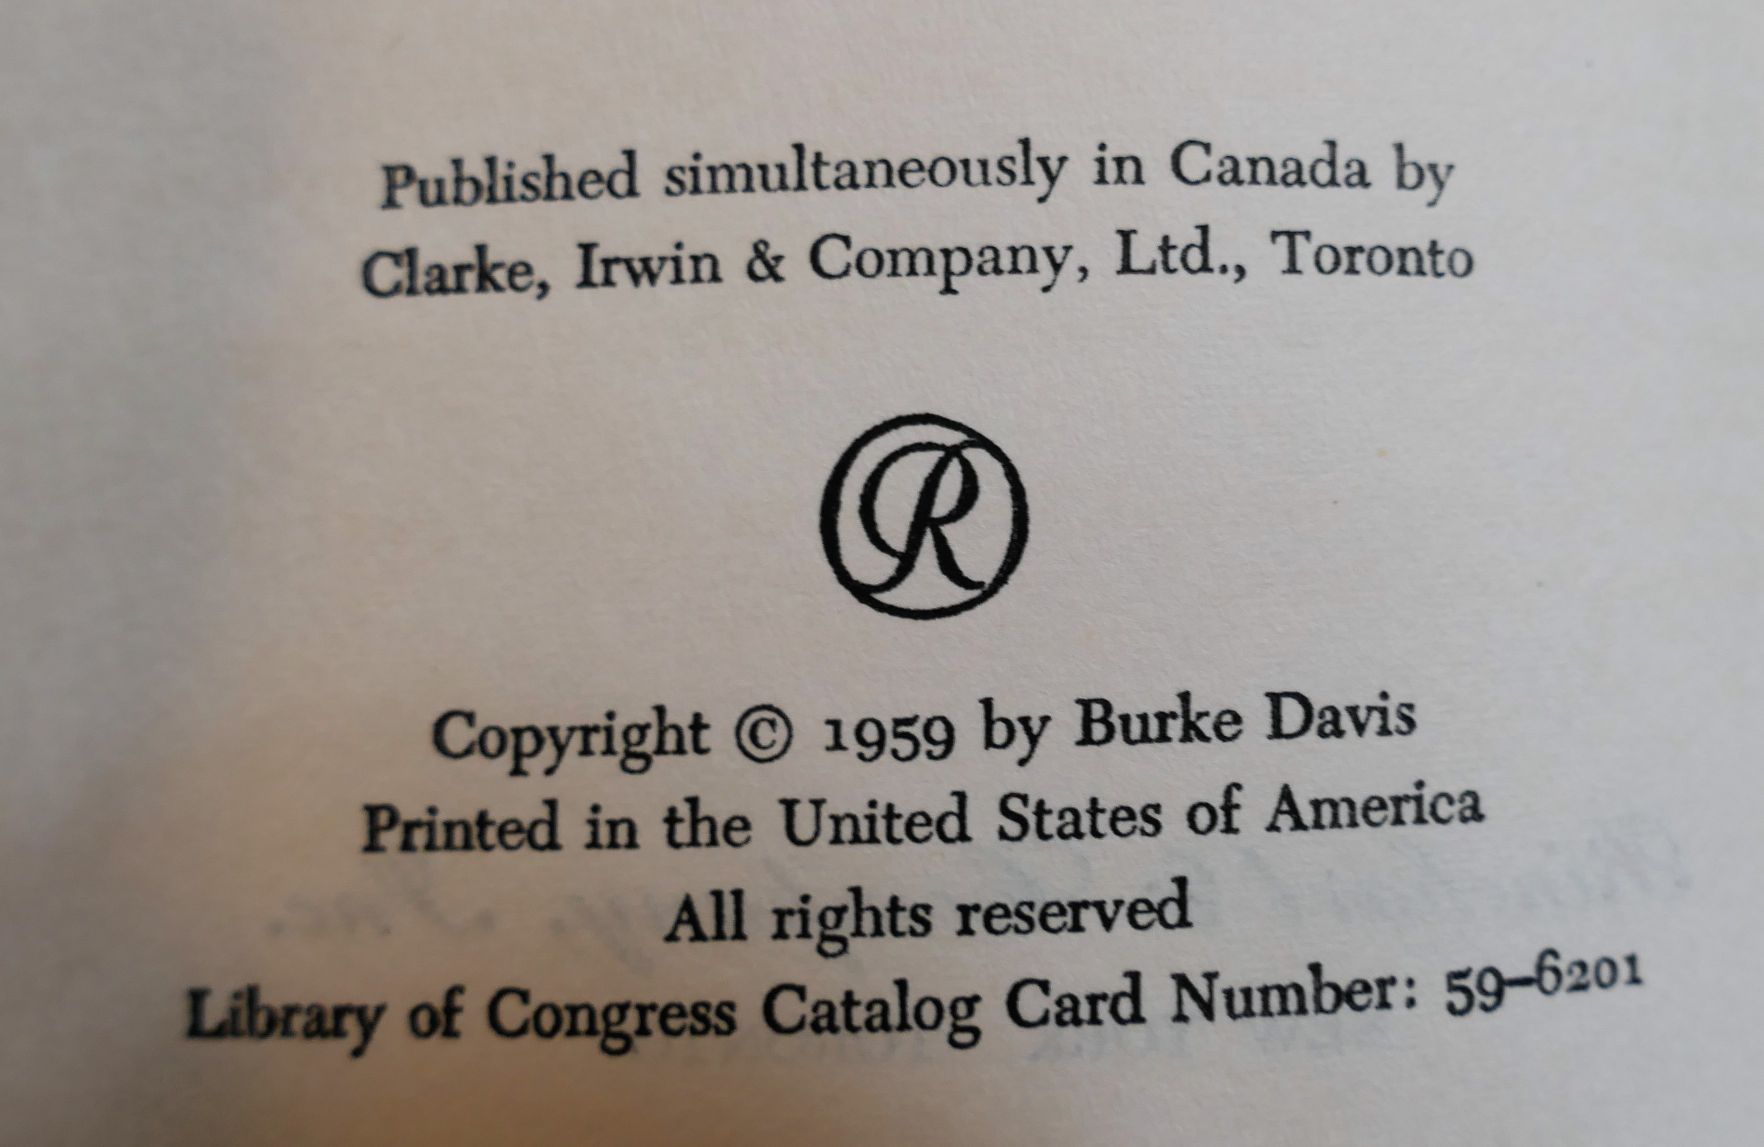 Published simultaneously in Canada by
Clarke, Irwin & Company, Ltd., Toronto
R
Copyright © 1959 by Burke Davis
Printed in the United States of America
All rights reserved
Library of Congress Catalog Card Number: 59–6201